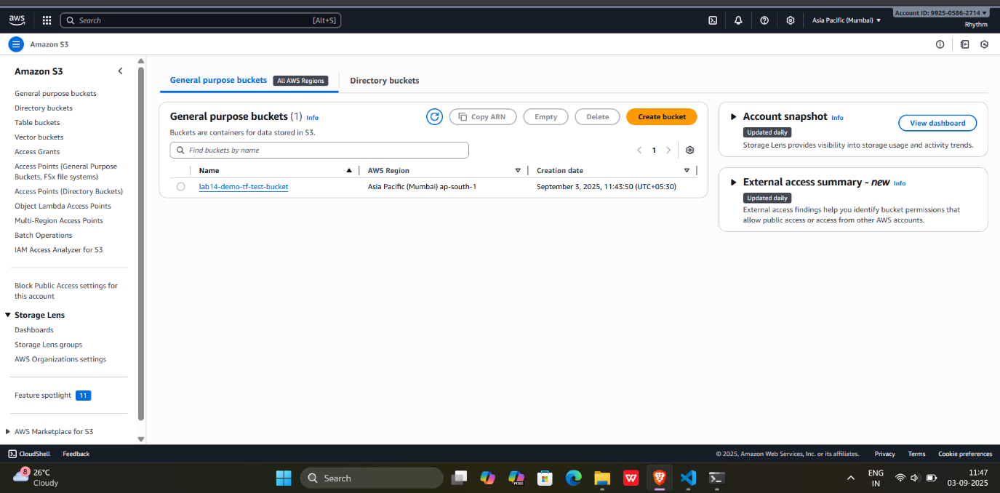 aws
Search [Alt+S]
Asia Pacific (Mumbai) ▼
Account ID: 9925-0586-2714 ▼
Rhythm
Amazon S3
Amazon S3
General purpose buckets
Directory buckets
Table buckets
Vector buckets
Access Grants
Access Points (General Purpose
Buckets, FSx file systems)
Access Points (Directory Buckets)
Object Lambda Access Points
Multi-Region Access Points
Batch Operations
IAM Access Analyzer for S3
Block Public Access settings for
this account
Storage Lens
Dashboards
Storage Lens groups
AWS Organizations settings
Feature spotlight 11
AWS Marketplace for S3
General purpose buckets All AWS Regions Directory buckets
General purpose buckets (1) Info
Copy ARN Empty Delete Create bucket
Buckets are containers for data stored in S3.
Find buckets by name
1
Name AWS Region Creation date
lab14-demo-tf-test-bucket Asia Pacific (Mumbai) ap-south-1 September 3, 2025, 11:43:50 (UTC+05:30)
Account snapshot Info
View dashboard
Updated daily
Storage Lens provides visibility into storage usage and activity trends.
External access summary - new Info
Updated daily
External access findings help you identify bucket permissions that
allow public access or access from other AWS accounts.
CloudShell Feedback © 2025, Amazon Web Services, Inc. or its affiliates. Privacy Terms Cookie preferences
8
26°C
Cloudy
Search
M365
W
ENG
IN
11:47
03-09-2025